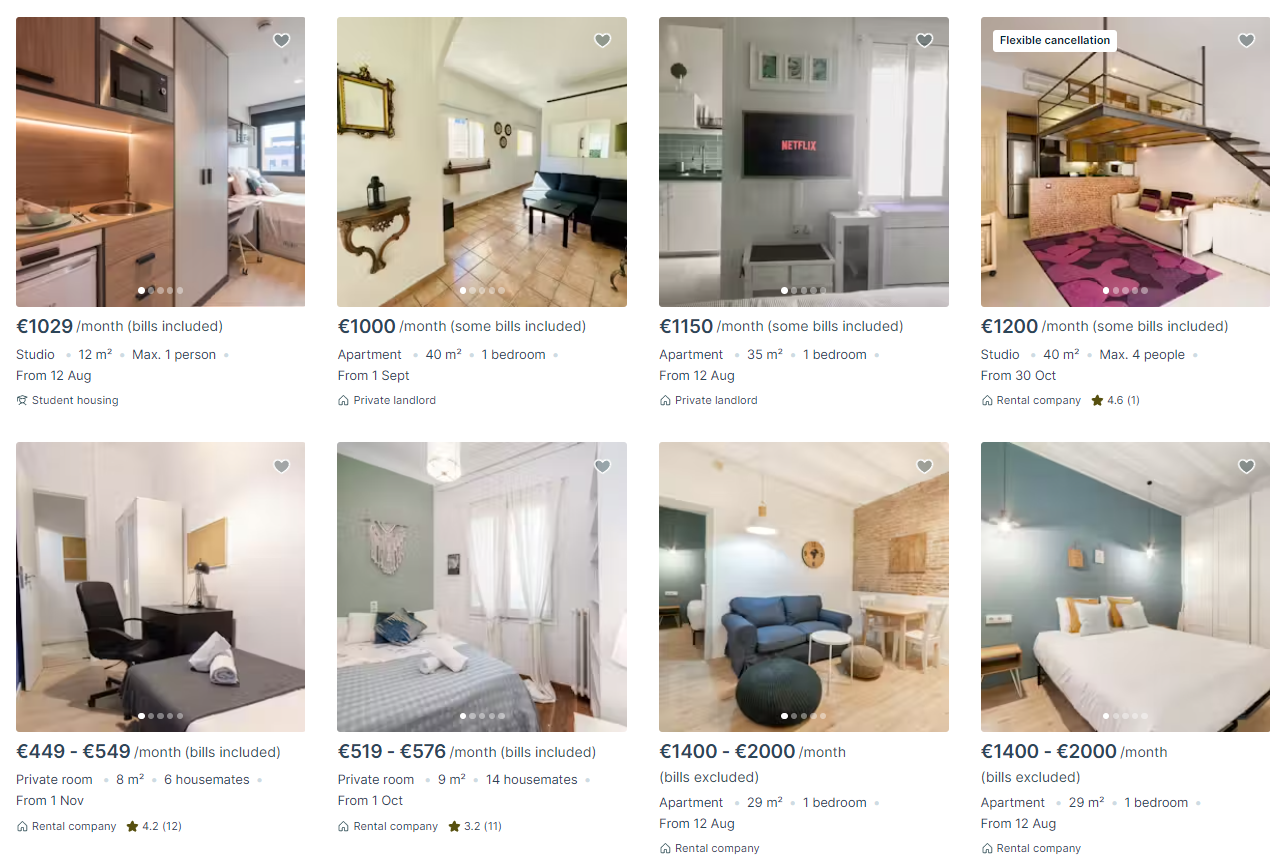 Flexible cancellation
NETFLIX
€1029 /month (bills included)
Studio • 12 m² • Max. 1 person •
From 12 Aug
Student housing
€1000 /month (some bills included)
Apartment • 40 m² • 1 bedroom •
From 1 Sept
Private landlord
€1150 /month (some bills included)
Apartment • 35 m² • 1 bedroom •
From 12 Aug
Private landlord
€1200 /month (some bills included)
Studio • 40 m² • Max. 4 people •
From 30 Oct
Rental company ★ 4.6 (1)
€449 - €549 /month (bills included)
Private room • 8 m² • 6 housemates •
From 1 Nov
Rental company ★ 4.2 (12)
€519 - €576 /month (bills included)
Private room • 9 m² • 14 housemates •
From 1 Oct
Rental company ★ 3.2 (11)
€1400 - €2000 /month
(bills excluded)
Apartment • 29 m² • 1 bedroom •
From 12 Aug
Rental company
€1400 - €2000 /month
(bills excluded)
Apartment • 29 m² • 1 bedroom •
From 12 Aug
Rental company